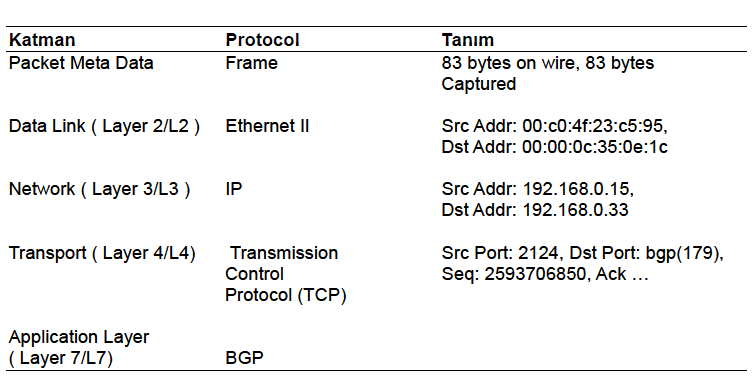 Katman Protocol Tanım
Packet Meta Data Frame 83 bytes on wire, 83 bytes
Captured
Data Link ( Layer 2/L2 ) Ethernet II Src Addr: 00:c0:4f:23:c5:95,
Dst Addr: 00:00:0c:35:0e:1c
Network ( Layer 3/L3 ) IP Src Addr: 192.168.0.15,
Dst Addr: 192.168.0.33
Transport ( Layer 4/L4) Transmission Src Port: 2124, Dst Port: bgp(179),
Control Seq: 2593706850, Ack …
Protocol (TCP)
Application Layer
( Layer 7/L7) BGP